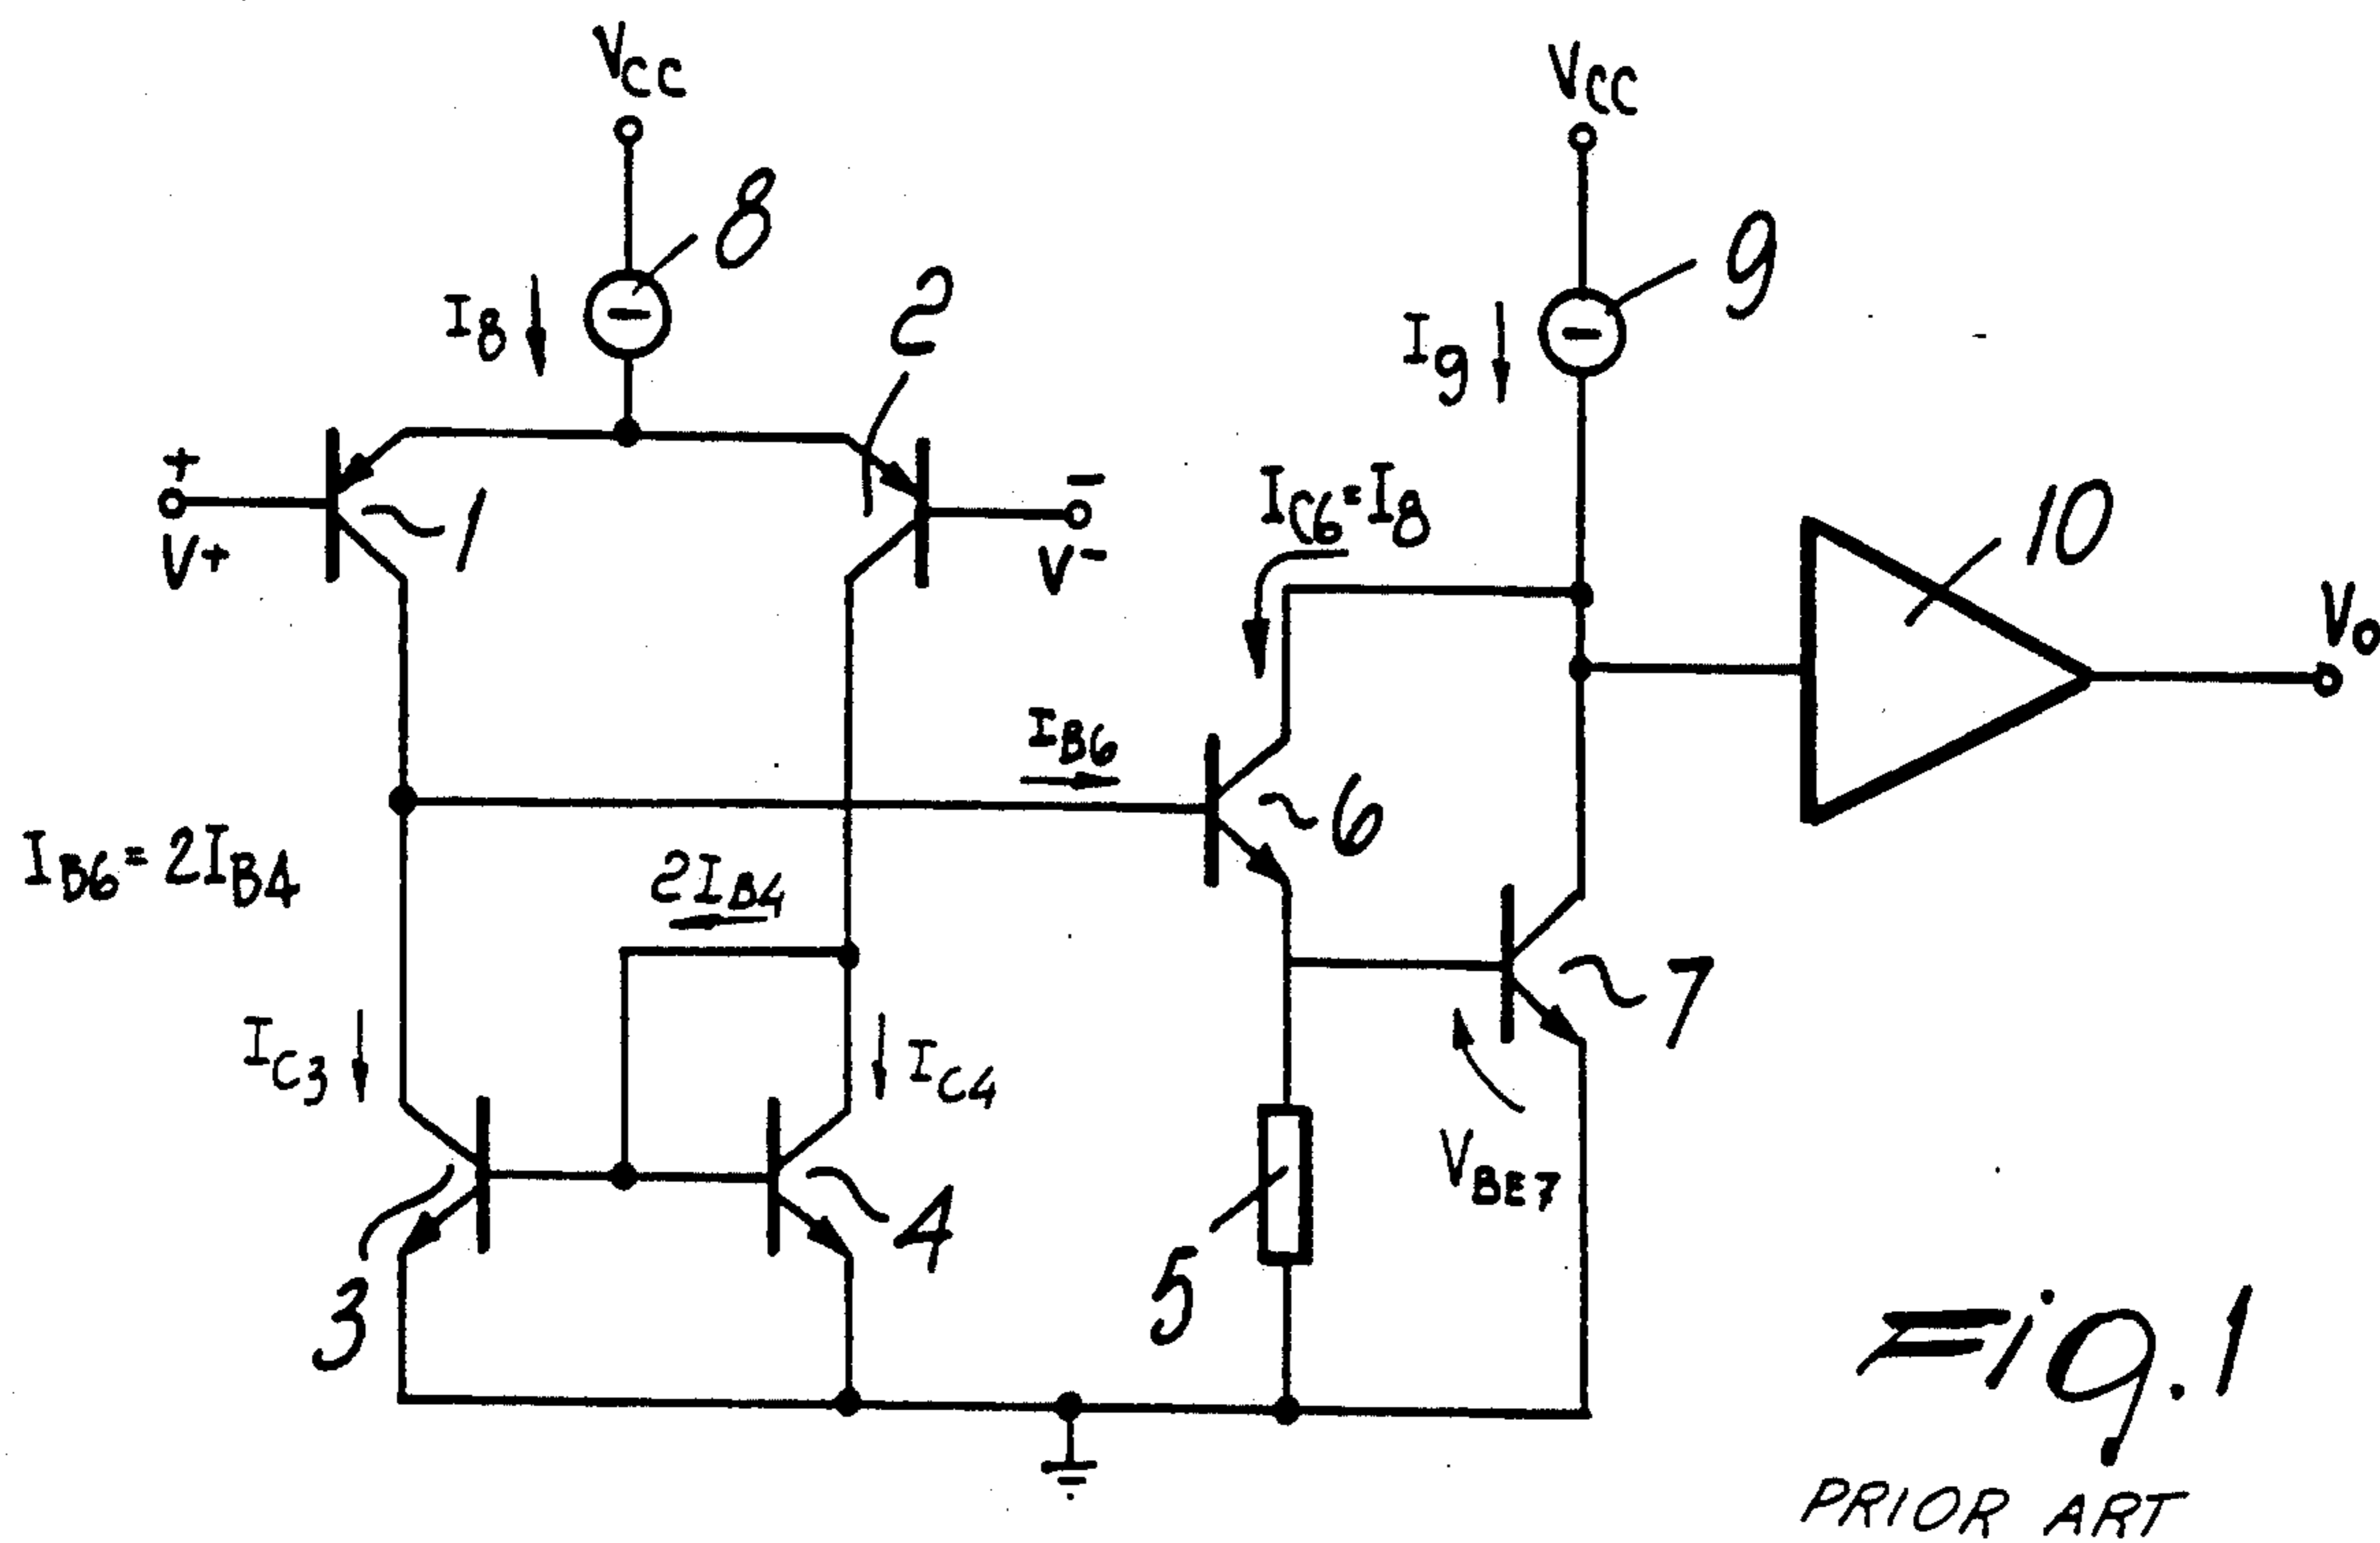 VCC
VCC
8
9
2
I8
I9
+
V+
1
-
V-
IC6=I8
10
V0
IB6
6
IB6=2IB4
2IB4
7
IC3
IC4
VBE7
3
4
5
Fig.1
PRIOR ART